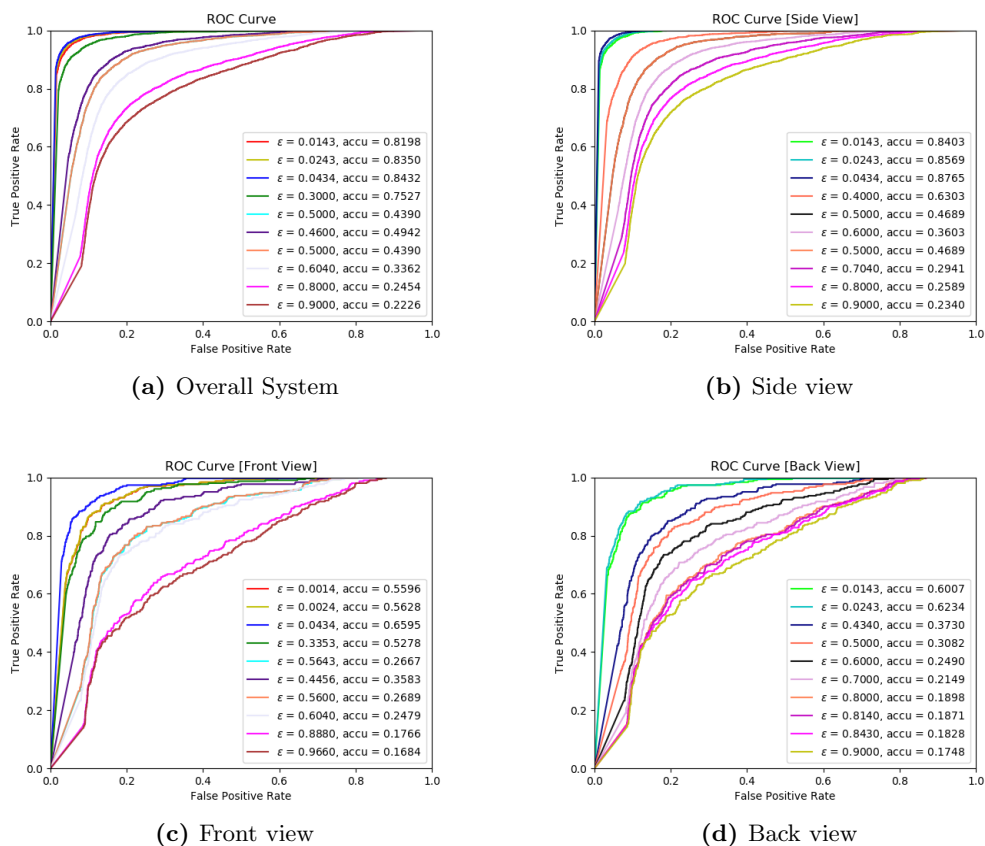 ROC Curve
1.0
0.8
0.6
0.4
0.2
0.0
True Positive Rate
ε = 0.0143, accu = 0.8198
ε = 0.0243, accu = 0.8350
ε = 0.0434, accu = 0.8432
ε = 0.3000, accu = 0.7527
ε = 0.5000, accu = 0.4390
ε = 0.4600, accu = 0.4942
ε = 0.5000, accu = 0.4390
ε = 0.6040, accu = 0.3362
ε = 0.8000, accu = 0.2454
ε = 0.9000, accu = 0.2226
0.0 0.2 0.4 0.6 0.8 1.0
False Positive Rate
(a) Overall System
ROC Curve [Side View]
1.0
0.8
0.6
0.4
0.2
0.0
True Positive Rate
ε = 0.0143, accu = 0.8403
ε = 0.0243, accu = 0.8569
ε = 0.0434, accu = 0.8765
ε = 0.4000, accu = 0.6303
ε = 0.5000, accu = 0.4689
ε = 0.6000, accu = 0.3603
ε = 0.5000, accu = 0.4689
ε = 0.7040, accu = 0.2941
ε = 0.8000, accu = 0.2589
ε = 0.9000, accu = 0.2340
0.0 0.2 0.4 0.6 0.8 1.0
False Positive Rate
(b) Side view
ROC Curve [Front View]
1.0
0.8
0.6
0.4
0.2
0.0
True Positive Rate
ε = 0.0014, accu = 0.5596
ε = 0.0024, accu = 0.5628
ε = 0.0434, accu = 0.6595
ε = 0.3353, accu = 0.5278
ε = 0.5643, accu = 0.2667
ε = 0.4456, accu = 0.3583
ε = 0.5600, accu = 0.2689
ε = 0.6040, accu = 0.2479
ε = 0.8880, accu = 0.1766
ε = 0.9660, accu = 0.1684
0.0 0.2 0.4 0.6 0.8 1.0
False Positive Rate
(c) Front view
ROC Curve [Back View]
1.0
0.8
0.6
0.4
0.2
0.0
True Positive Rate
ε = 0.0143, accu = 0.6007
ε = 0.0243, accu = 0.6234
ε = 0.4340, accu = 0.3730
ε = 0.5000, accu = 0.3082
ε = 0.6000, accu = 0.2490
ε = 0.7000, accu = 0.2149
ε = 0.8000, accu = 0.1898
ε = 0.8140, accu = 0.1871
ε = 0.8430, accu = 0.1828
ε = 0.9000, accu = 0.1748
0.0 0.2 0.4 0.6 0.8 1.0
False Positive Rate
(d) Back view